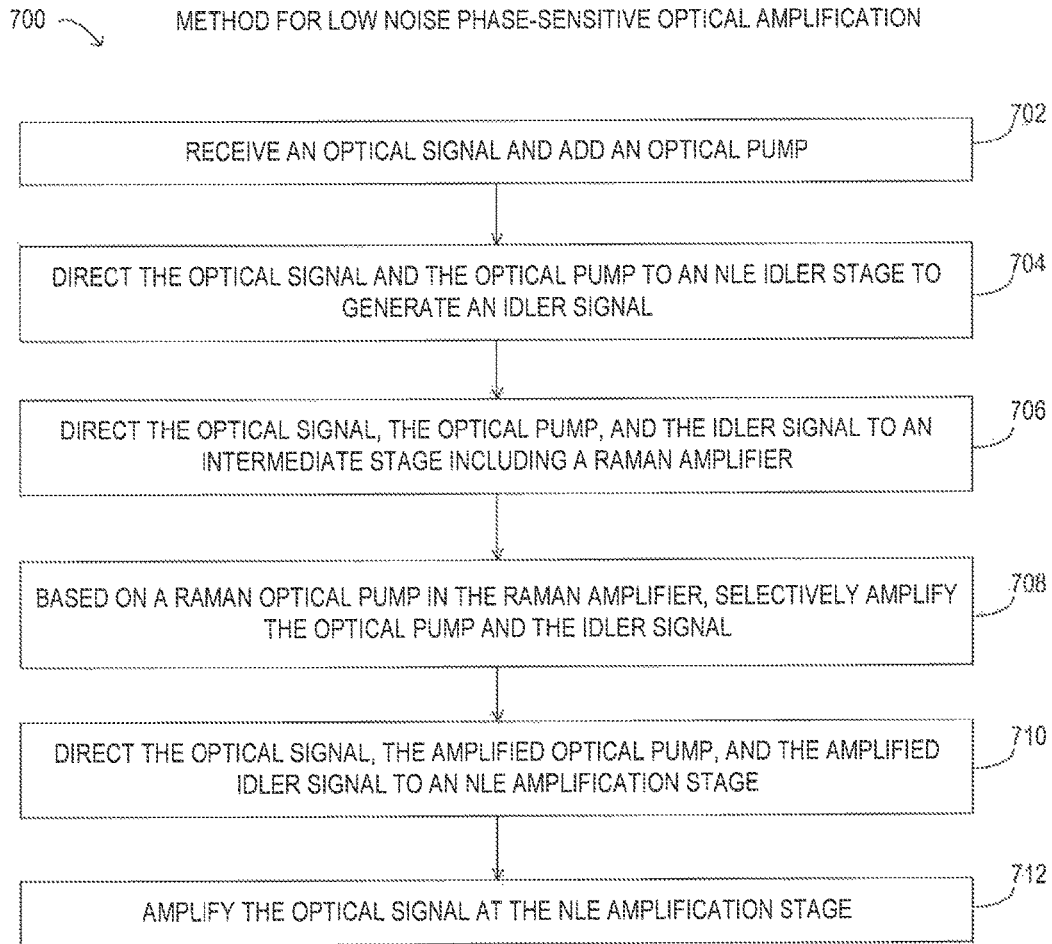 700
METHOD FOR LOW NOISE PHASE-SENSITIVE OPTICAL AMPLIFICATION
702
RECEIVE AN OPTICAL SIGNAL AND ADD AN OPTICAL PUMP
704
DIRECT THE OPTICAL SIGNAL AND THE OPTICAL PUMP TO AN NLE IDLER STAGE TO
GENERATE AN IDLER SIGNAL
706
DIRECT THE OPTICAL SIGNAL, THE OPTICAL PUMP, AND THE IDLER SIGNAL TO AN
INTERMEDIATE STAGE INCLUDING A RAMAN AMPLIFIER
708
BASED ON A RAMAN OPTICAL PUMP IN THE RAMAN AMPLIFIER, SELECTIVELY AMPLIFY
THE OPTICAL PUMP AND THE IDLER SIGNAL
710
DIRECT THE OPTICAL SIGNAL, THE AMPLIFIED OPTICAL PUMP, AND THE AMPLIFIED
IDLER SIGNAL TO AN NLE AMPLIFICATION STAGE
712
AMPLIFY THE OPTICAL SIGNAL AT THE NLE AMPLIFICATION STAGE